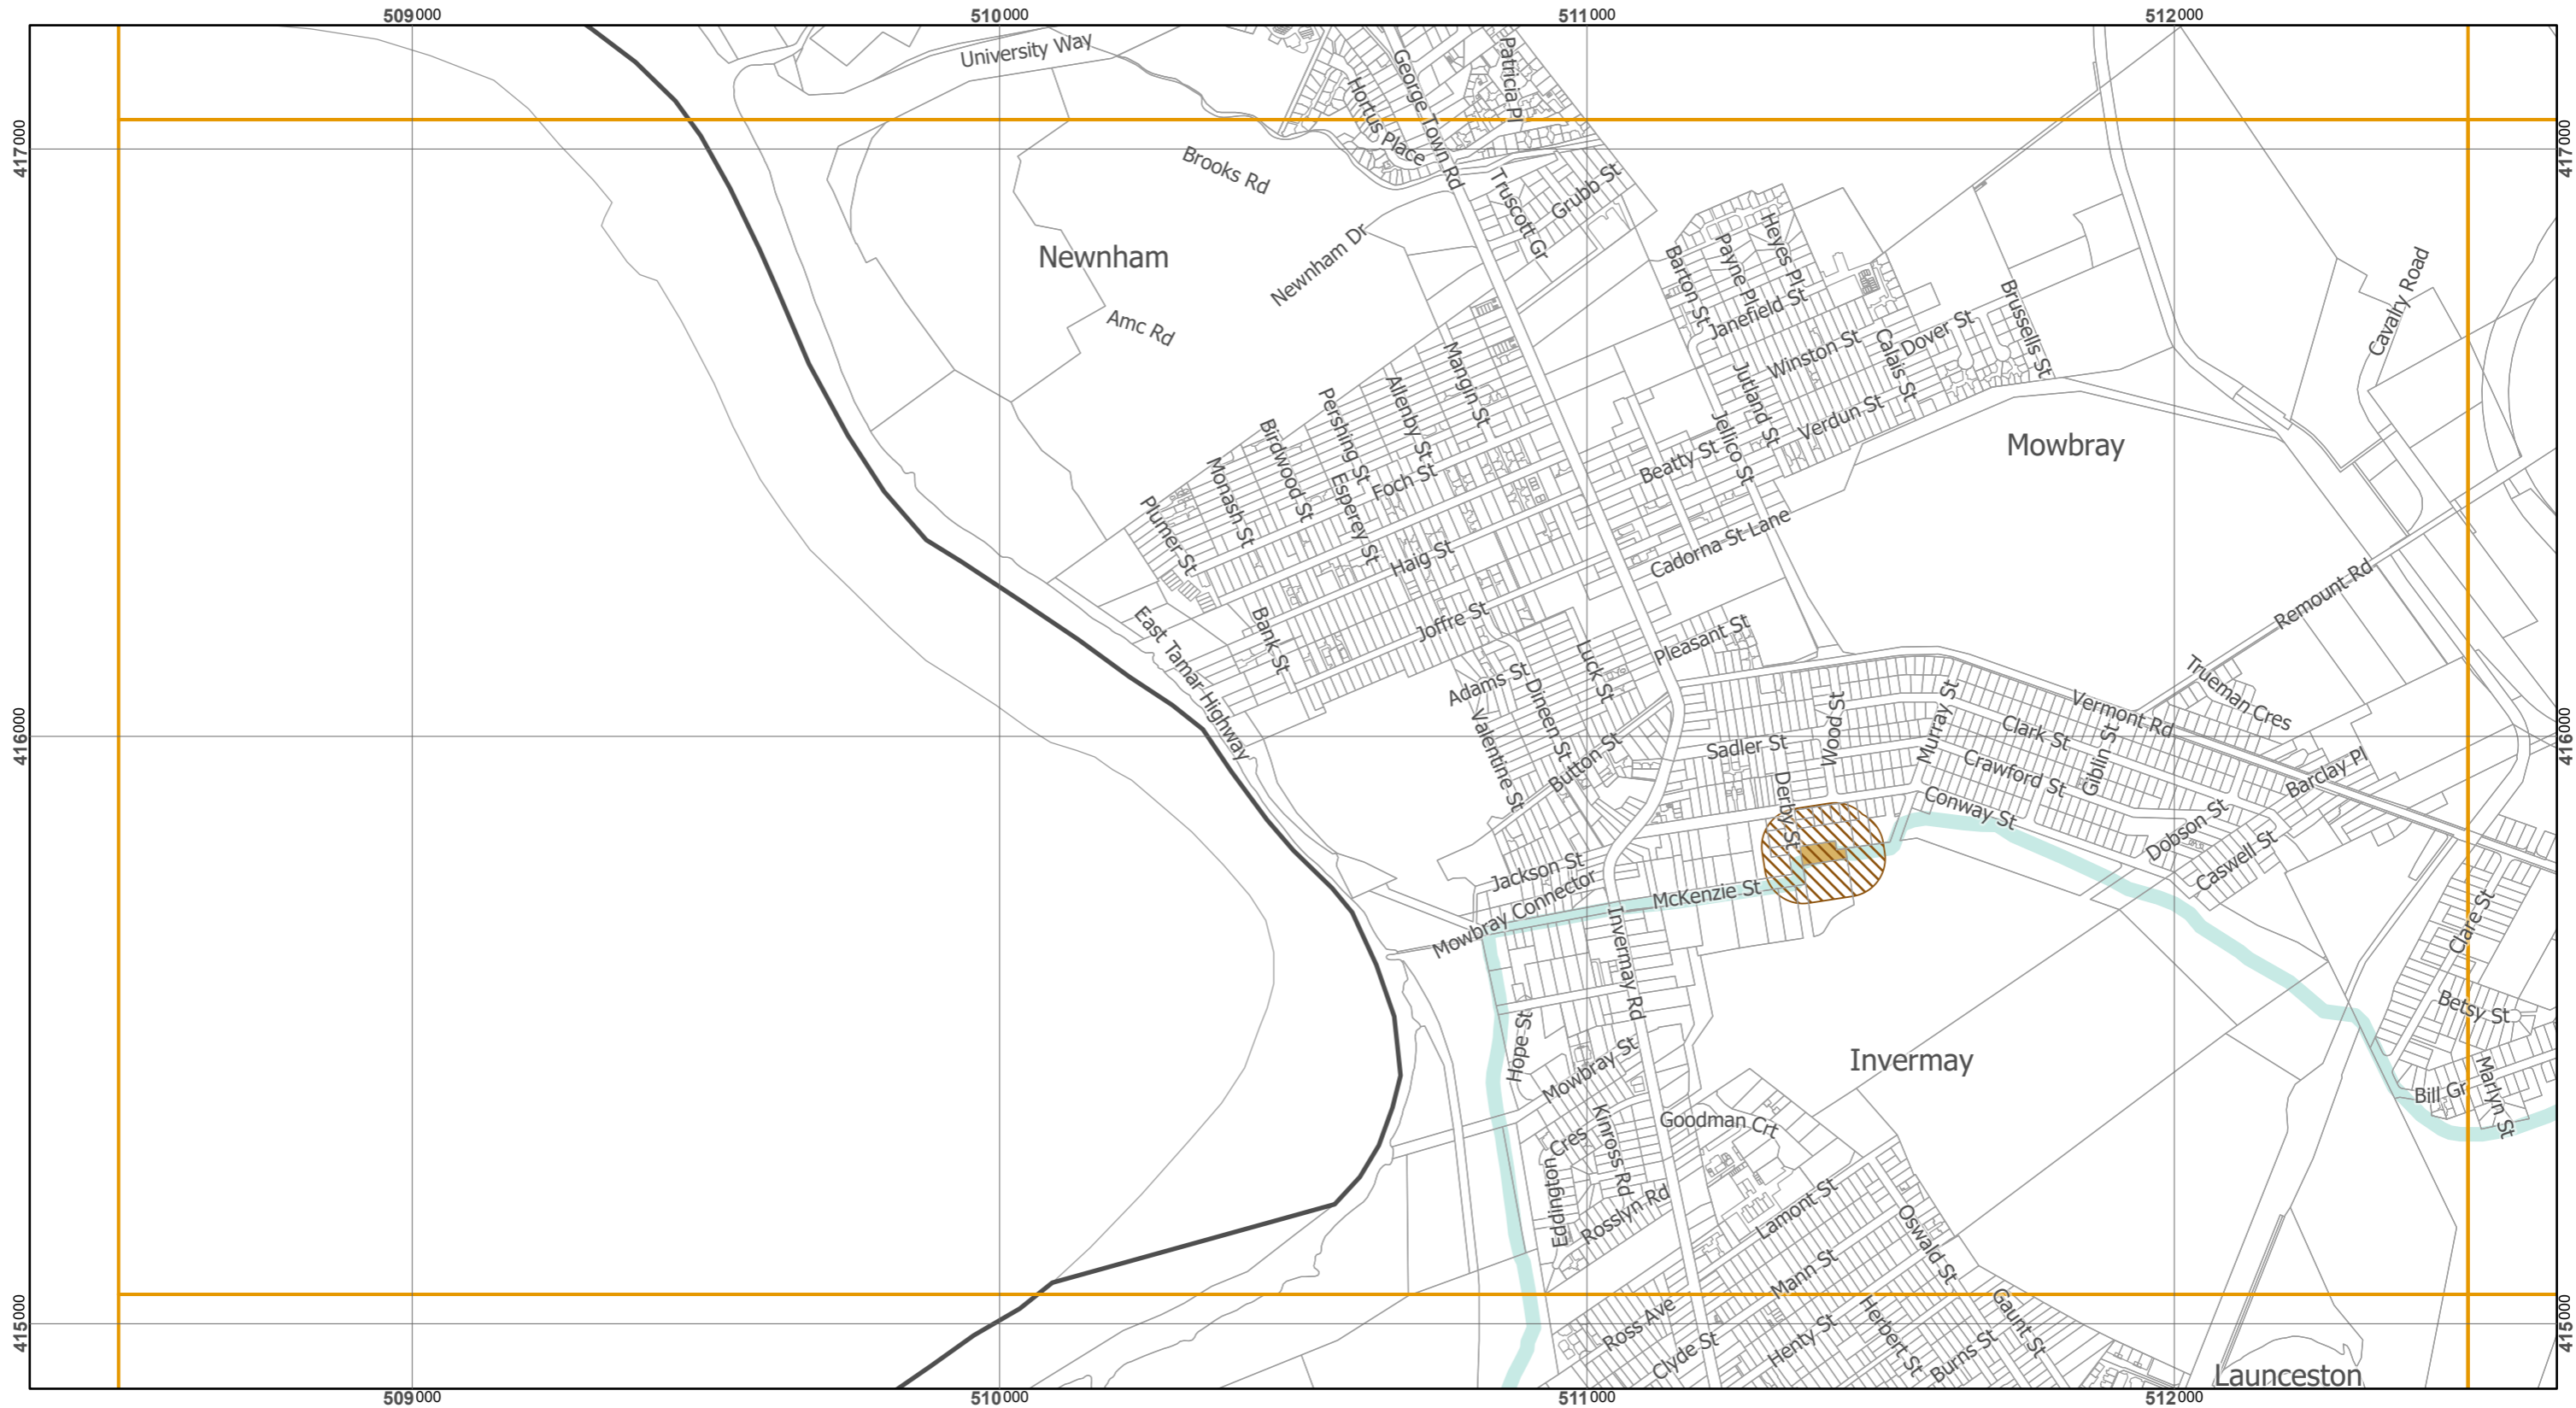 509000
510000
511000
512000
University Way
George Town Rd
Patricia Pl
Hortus Place
417000
417000
Brooks Rd
Truscott Gr
Grubb St
Newnham
Newnham Dr
Amc Rd
Barton St
Payne Pl
Heyes Pl
Janefield St
Winston St
Calais St
Dover St
Brussells St
Cavalry Road
Mangin St
Allenby St
Pershing St
Birdwood St
Monash St
Plumer St
Esperey St
Foch St
Haig St
Jutland St
Jellico St
Verdun St
Beatty St
Mowbray
Cadorna St Lane
Remount Rd
East Tamar Highway
Bank St
Joffre St
Luck St
Pleasant St
Adams St
Dineen St
Valentine St
Button St
Trueman Cres
Vermont Rd
416000
416000
Sadler St
Wood St
Murray St
Clark St
Giblin St
Crawford St
Barclay Pl
Derby St
Conway St
Dobson St
Caswell St
Jackson St
Mowbray Connector
McKenzie St
Invermay Rd
Clare St
Betsy St
Hope St
Mowbray St
Invermay
Marlyn St
Bill Gr
Kinross Rd
Goodman Crt
Eddington Cres
Rosslyn Rd
Lamont St
Oswald St
Mann St
415000
415000
Ross Ave
Clyde St
Henty St
Herbert St
Burns St
Gaunt St
Launceston
509000
510000
511000
512000